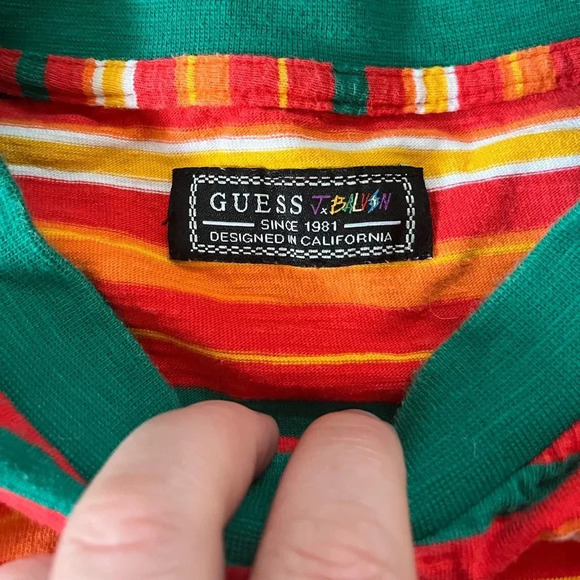 GUESS J.BALVIN
SINCE 1981
DESIGNED IN CALIFORNIA